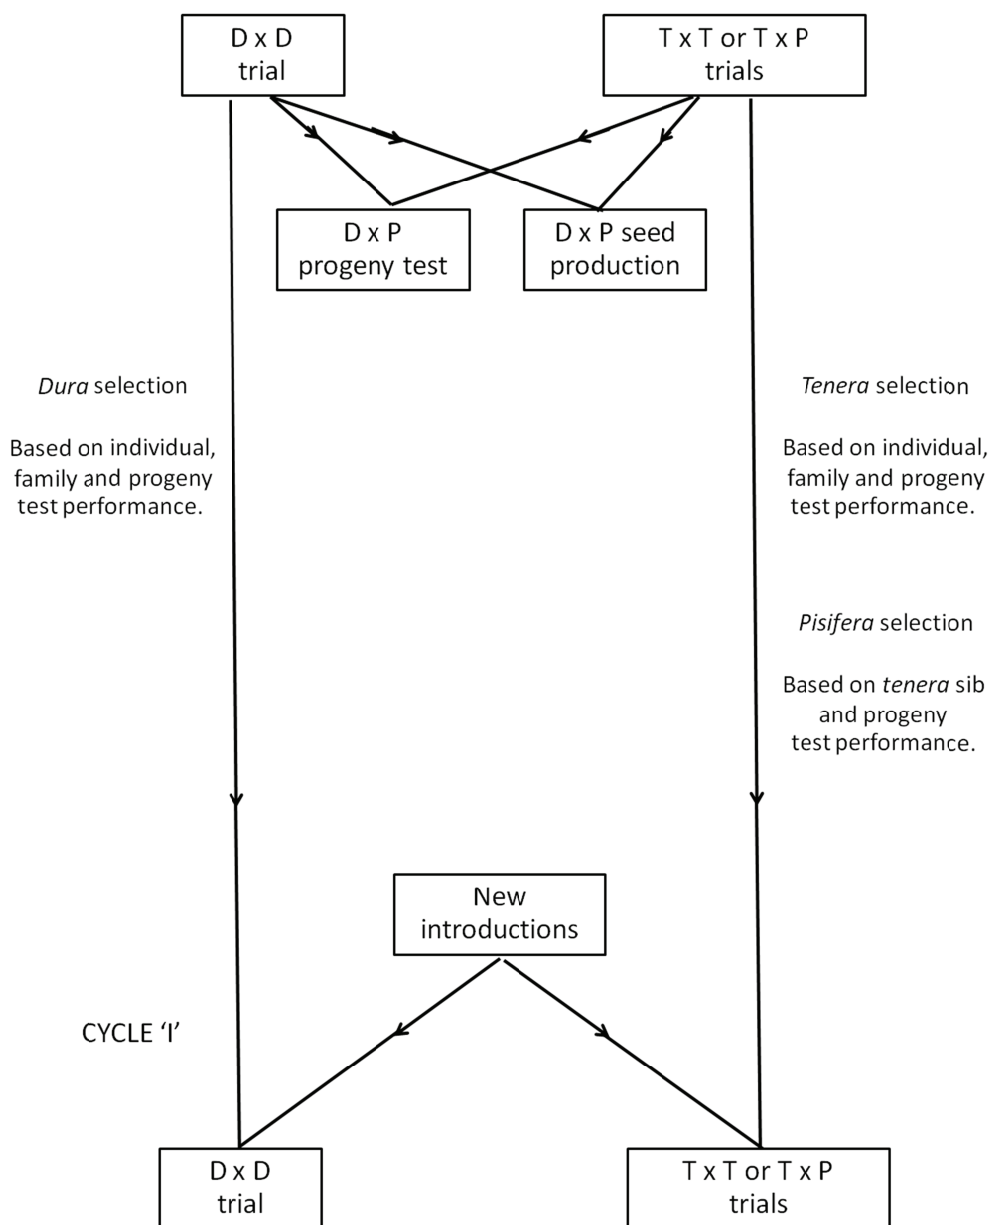 D x D
trial
T x T or T x P
trials
D x P
progeny test
D x P seed
production
Dura selection
Based on individual,
family and progeny
test performance.
Tenera selection
Based on individual,
family and progeny
test performance.
Pisifera selection
Based on tenera sib
and progeny
test performance.
New
introductions
CYCLE ‘I’
D x D
trial
T x T or T x P
trials